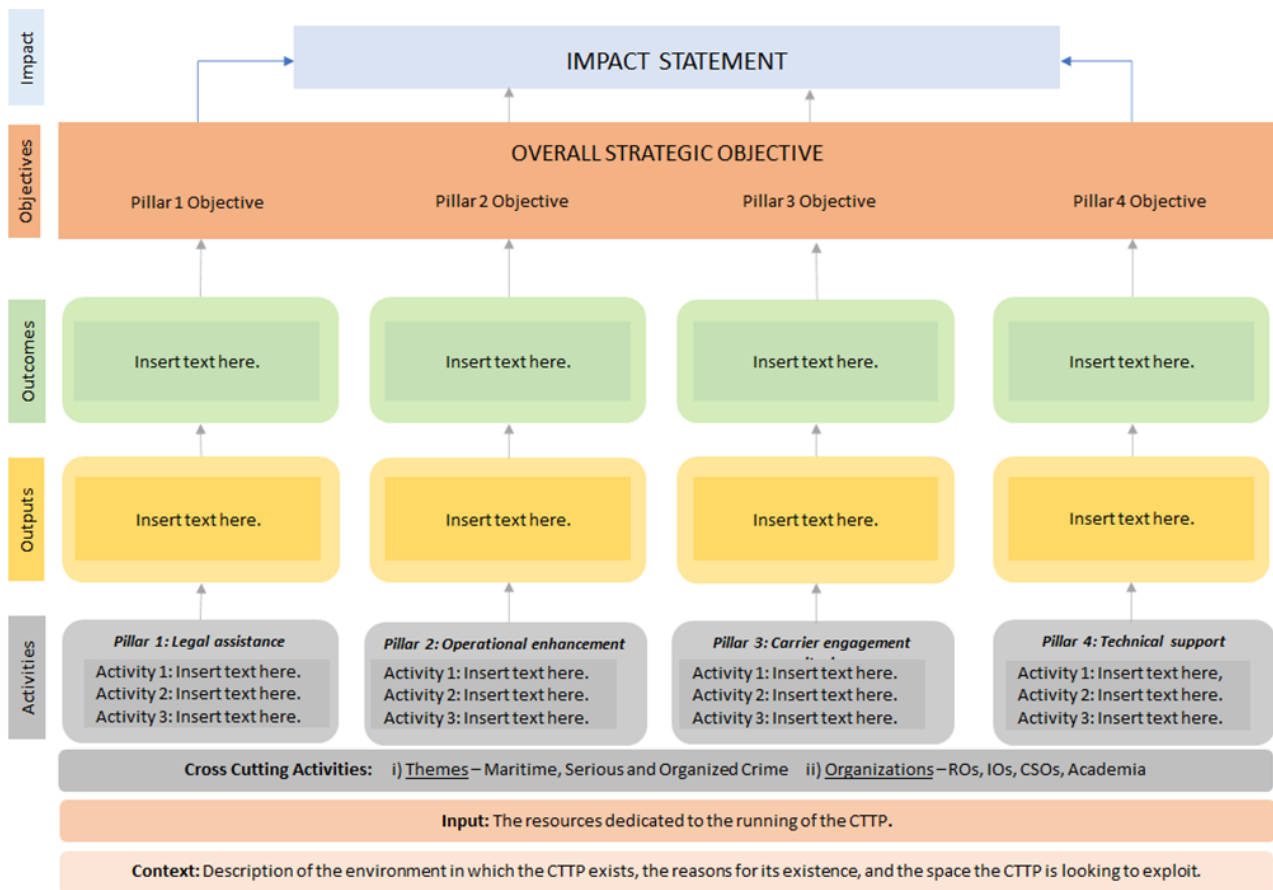 Impact
IMPACT STATEMENT
Objectives
OVERALL STRATEGIC OBJECTIVE
Pillar 1 Objective
Pillar 2 Objective
Pillar 3 Objective
Pillar 4 Objective
Outcomes
Insert text here.
Insert text here.
Insert text here.
Insert text here.
Outputs
Insert text here.
Insert text here.
Insert text here.
Insert text here.
Activities
Pillar 1: Legal assistance
Activity 1: Insert text here.
Activity 2: Insert text here.
Activity 3: Insert text here.
Pillar 2: Operational enhancement
Activity 1: Insert text here.
Activity 2: Insert text here.
Activity 3: Insert text here.
Pillar 3: Carrier engagement
Activity 1: Insert text here.
Activity 2: Insert text here.
Activity 3: Insert text here.
Pillar 4: Technical support
Activity 1: Insert text here,
Activity 2: Insert text here.
Activity 3: Insert text here.
Cross Cutting Activities: i) Themes – Maritime, Serious and Organized Crime ii) Organizations – ROs, IOs, CSOs, Academia
Input: The resources dedicated to the running of the CTTP.
Context: Description of the environment in which the CTTP exists, the reasons for its existence, and the space the CTTP is looking to exploit.